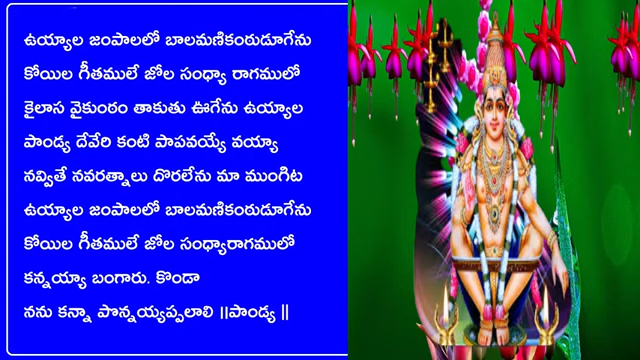 ఉయ్యాల జంపాలలో బాలమణికంఠుడూగేను
కోయిల గీతములే జోల సంధ్యా రాగములో
కైలాస వైకుంఠం తాకుతు ఊగేను ఉయ్యాల
పాండ్య దేవేరి కంటి పాపవయ్యే వయ్యా
నవ్వితే నవరత్నాలు దొరలేను మా ముంగిట
ఉయ్యాల జంపాలలో బాలమణికంఠుడూగేను
కోయిల గీతములే జోల సంధ్యారాగములో
కన్నయ్యా బంగారు. కొండా
నను కన్నా పొన్నయ్యప్పలాలి ॥పాండ్య ||